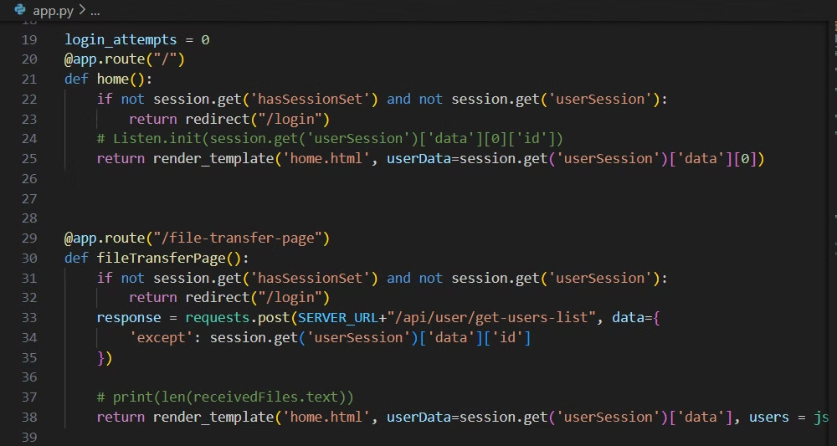 app.py > ...
18
19 login_attempts = 0
20 @app.route("/")
21 def home():
22     if not session.get('hasSessionSet') and not session.get('userSession'):
23         return redirect("/login")
24     # Listen.init(session.get('userSession')['data'][0]['id'])
25     return render_template('home.html', userData=session.get('userSession')['data'][0])
26
27
28
29 @app.route("/file-transfer-page")
30 def fileTransferPage():
31     if not session.get('hasSessionSet') and not session.get('userSession'):
32         return redirect("/login")
33     response = requests.post(SERVER_URL+"/api/user/get-users-list", data={
34         'except': session.get('userSession')['data']['id']
35     })
36
37     # print(len(receivedFiles.text))
38     return render_template('home.html', userData=session.get('userSession')['data'], users = js
39